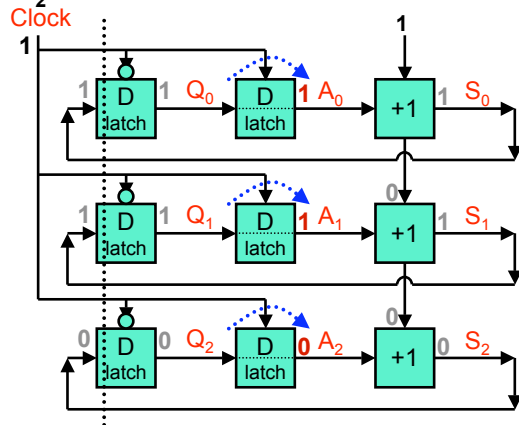 2
Clock
1 1
1 D 1 Q0 D 1 A0 +1 1 S0
latch latch
0
1 D 1 Q1 D 1 A1 +1 1 S1
latch latch
0
0 D 0 Q2 D 0 A2 +1 0 S2
latch latch